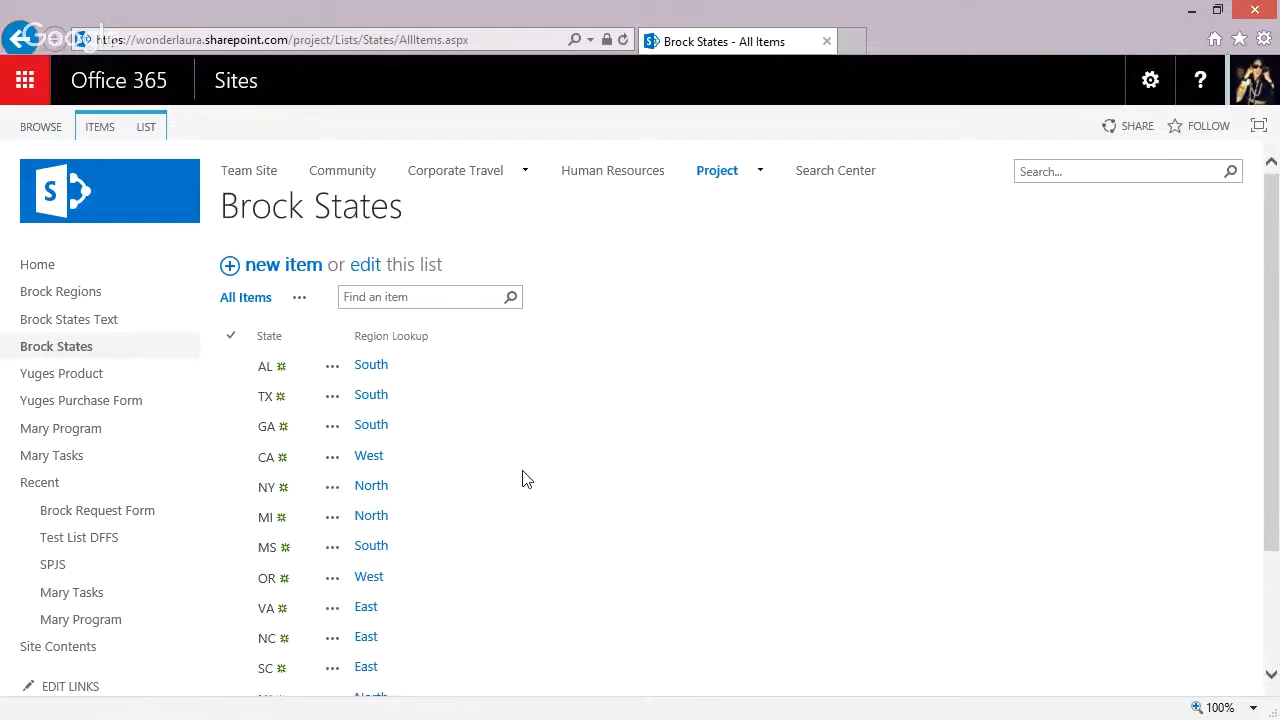 Google
https://wonderlaura.sharepoint.com/project/Lists/States/AllItems.aspx
Brock States - All Items
Office 365
Sites
BROWSE
ITEMS
LIST
SHARE
FOLLOW
Team Site
Community
Corporate Travel
Human Resources
Project
Search Center
Search...
Brock States
Home
Brock Regions
Brock States Text
Brock States
Yuges Product
Yuges Purchase Form
Mary Program
Mary Tasks
Recent
Brock Request Form
Test List DFFS
SPJS
Mary Tasks
Mary Program
Site Contents
EDIT LINKS
new item or edit this list
All Items ••• Find an item
State Region Lookup
AL ••• South
TX ••• South
GA ••• South
CA ••• West
NY ••• North
MI ••• North
MS ••• South
OR ••• West
VA ••• East
NC ••• East
SC ••• East
North
100%